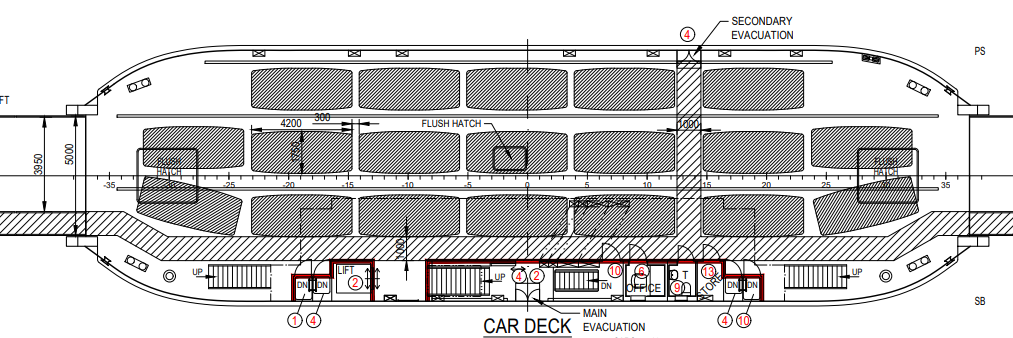 SECONDARY
EVACUATION
4
PS
FT
300
4200
FLUSH HATCH
1000
3950
5000
1750
FLUSH
HATCH
FLUSH
HATCH
-35 -30 -25 -20 -15 -10 -5 0 5 10 15 20 25 30 35
1000
UP
LIFT
2
DN
DN
UP
4
2
DN
10
6
OFFICE
T
9
13
STORE
DN
DN
UP
1
4
4
10
MAIN
EVACUATION
CAR DECK
SB